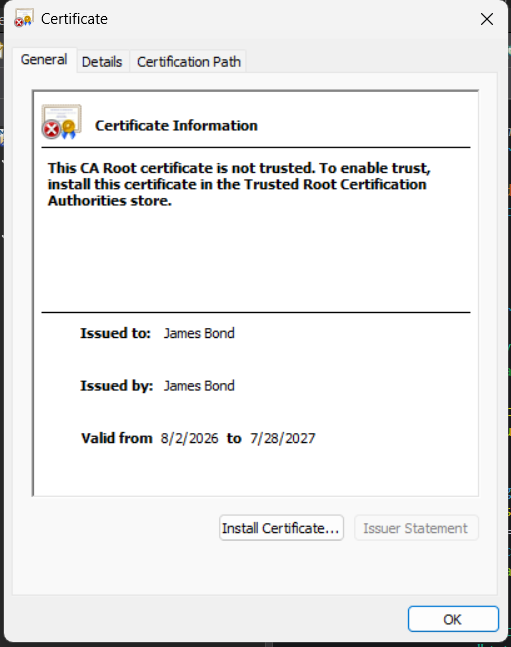 Certificate
General
Details
Certification Path
Certificate Information
This CA Root certificate is not trusted. To enable trust,
install this certificate in the Trusted Root Certification
Authorities store.
Issued to: James Bond
Issued by: James Bond
Valid from 8/2/2026 to 7/28/2027
Install Certificate...
Issuer Statement
OK